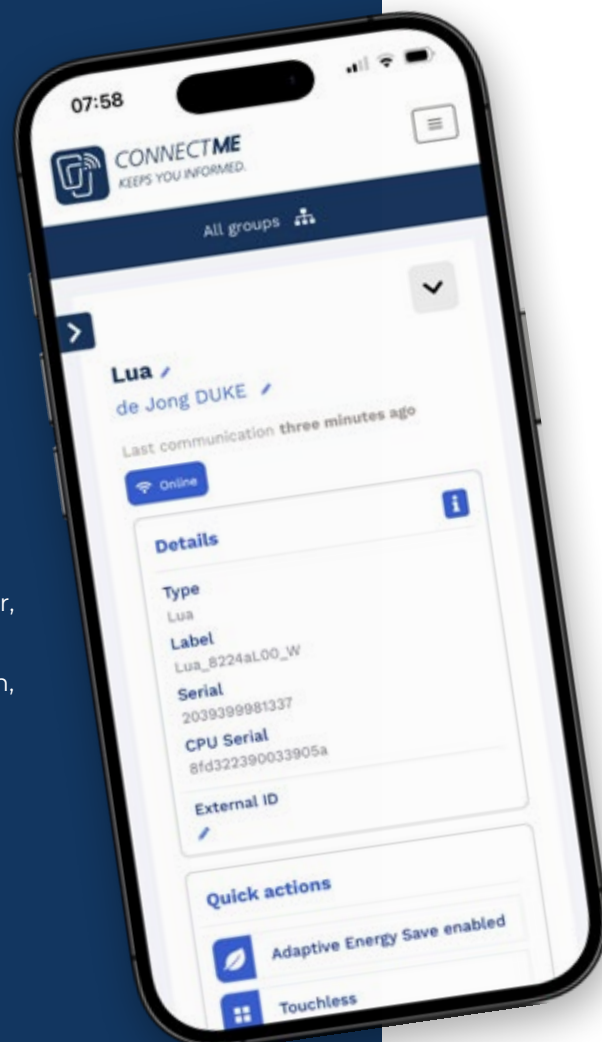 07:58
CONNECTME
KEEPS YOU INFORMED.
All groups
Lua
de Jong DUKE
Last communication three minutes ago
Online
Details
Type
Lua
Label
Lua_8224aL00_W
Serial
2039399981337
CPU Serial
8fd322390033905a
External ID
Quick actions
Adaptive Energy Save enabled
Touchless
r,
n,